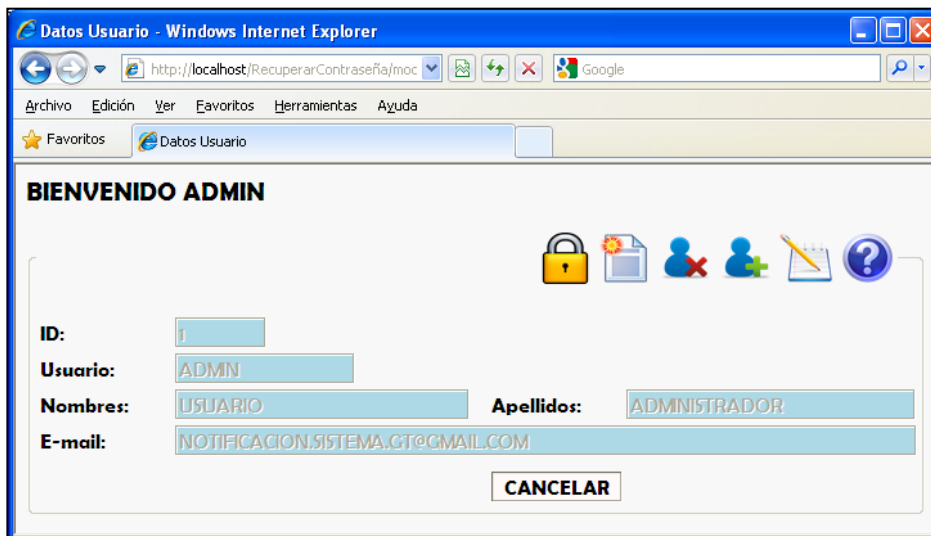 Datos Usuario - Windows Internet Explorer
http://localhost/RecuperarContraseña/moc Google
Archivo Edición Ver Favoritos Herramientas Ayuda
Favoritos Datos Usuario
BIENVENIDO ADMIN
ID: 1
Usuario: ADMIN
Nombres: USUARIO Apellidos: ADMINISTRADOR
E-mail: NOTIFICACION.SISTEMA.GT@GMAIL.COM
CANCELAR